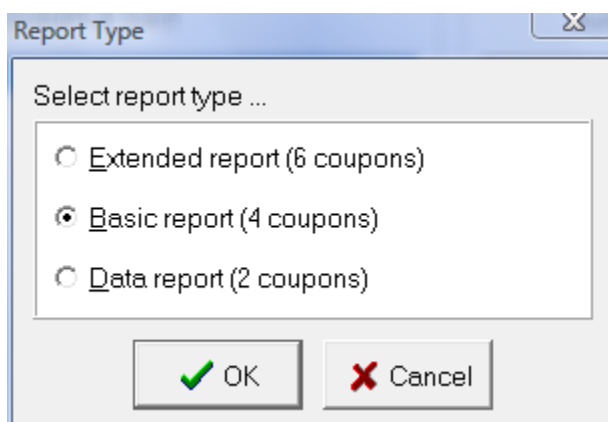 Report Type
Select report type ...
Extended report (6 coupons)
Basic report (4 coupons)
Data report (2 coupons)
OK
Cancel